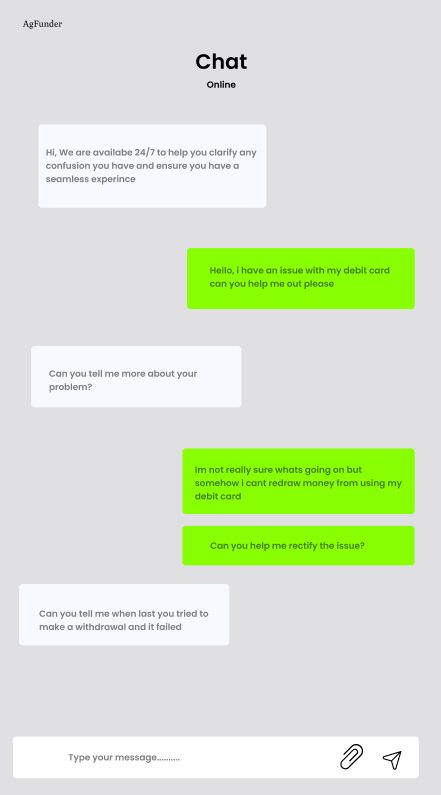 AgFunder
Chat
Online
Hi, We are availabe 24/7 to help you clarify any
confusion you have and ensure you have a
seamless experince
Hello, i have an issue with my debit card
can you help me out please
Can you tell me more about your
problem?
Im not really sure whats going on but
somehow i cant redraw money from using my
debit card
Can you help me rectify the issue?
Can you tell me when last you tried to
make a withdrawal and it failed
Type your message..........